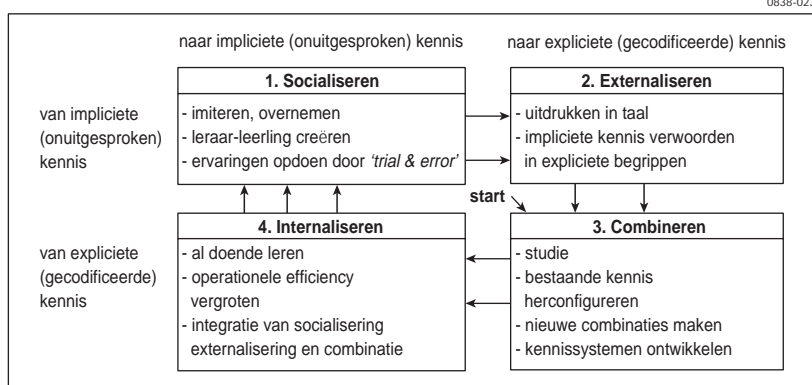 naar impliciete (onuitgesproken) kennis
naar expliciete (gecodificeerde) kennis
van impliciete
(onuitgesproken)
kennis
1. Socialiseren
- imiteren, overnemen
- leraar-leerling creëren
- ervaringen opdoen door ‘trial & error’
2. Externaliseren
- uitdrukken in taal
- impliciete kennis verwoorden
in expliciete begrippen
start
van expliciete
(gecodificeerde)
kennis
4. Internaliseren
- al doende leren
- operationele efficiency
vergroten
- integratie van socialisering
externalisering en combinatie
3. Combineren
- studie
- bestaande kennis
herconfigureren
- nieuwe combinaties maken
- kennissystemen ontwikkelen